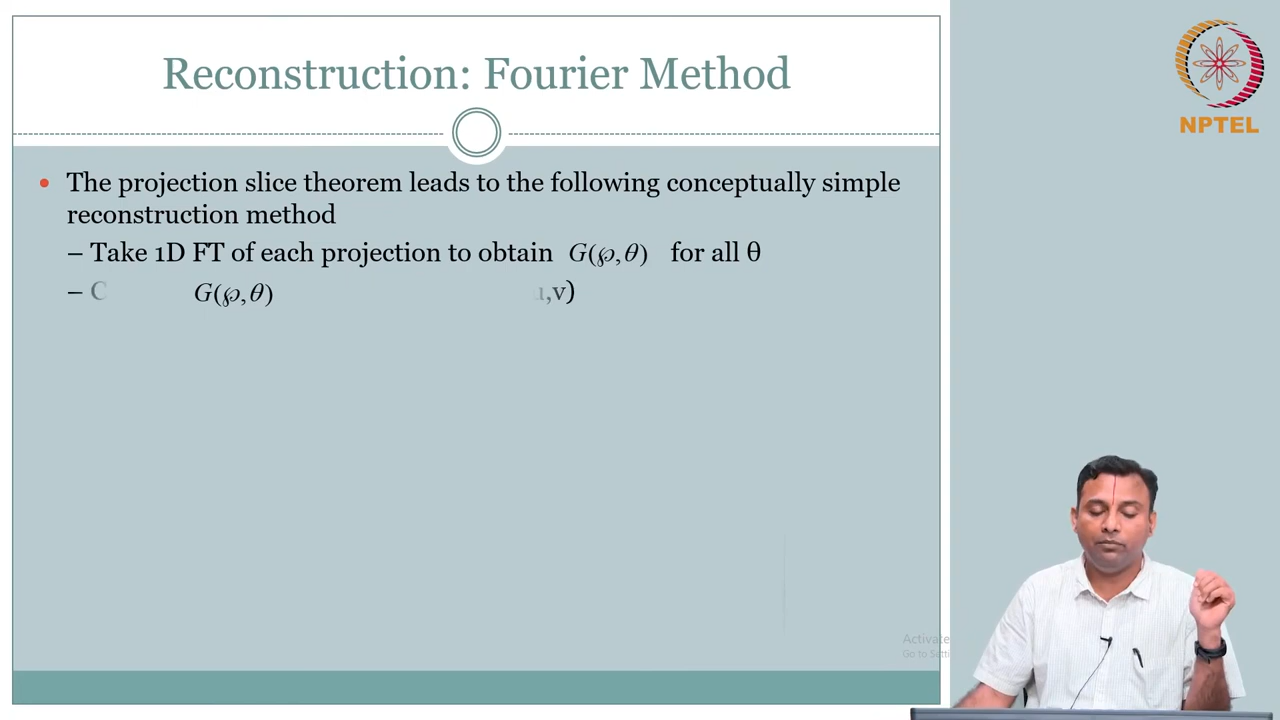 Reconstruction: Fourier Method
NPTEL
• The projection slice theorem leads to the following conceptually simple
reconstruction method
– Take 1D FT of each projection to obtain G(℘,θ) for all θ
– C G(℘,θ) u,v)
Activate
Go to Setti